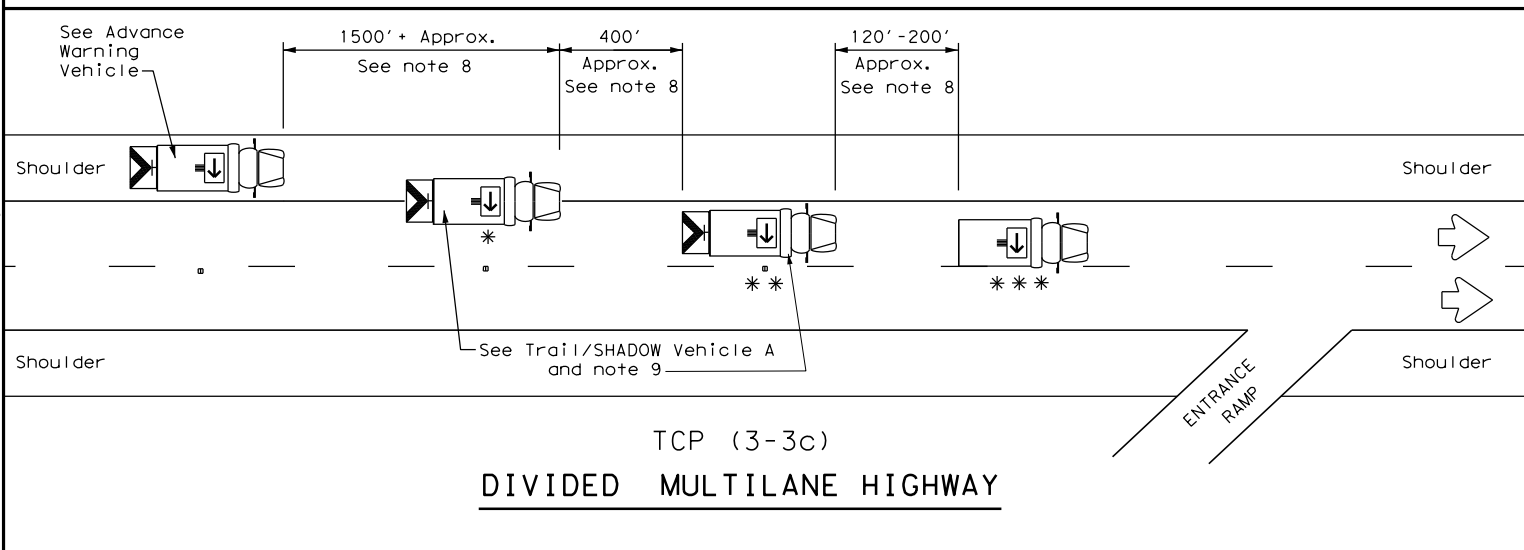 See Advance
Warning
Vehicle
1500'+ Approx.
See note 8
400'
Approx.
See note 8
120'-200'
Approx.
See note 8
Shoulder
Shoulder
*
* *
* * *
See Trail/SHADOW Vehicle A
and note 9
Shoulder
Shoulder
ENTRANCE
RAMP
TCP (3-3c)
DIVIDED MULTILANE HIGHWAY